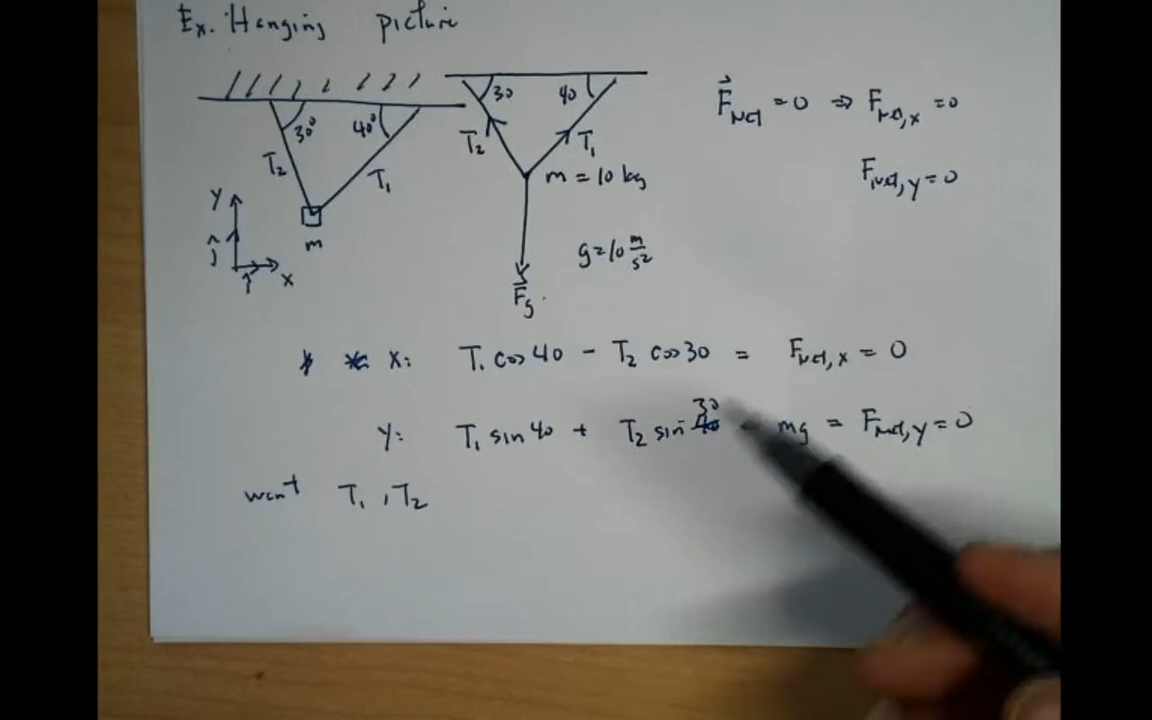 Ex. Hanging picture
30° 40°
T₂ T₁
m
y
ĵ
î x
30 40
T₂ T₁
m = 10 kg
g = 10 m/s²
F⃗g
F⃗Net = 0 ⇒ FNet,x = 0
FNet,y = 0
x: T₁ cos 40 - T₂ cos 30 = FNet,x = 0
y: T₁ sin 40 + T₂ sin 30 - mg = FNet,y = 0
want T₁, T₂